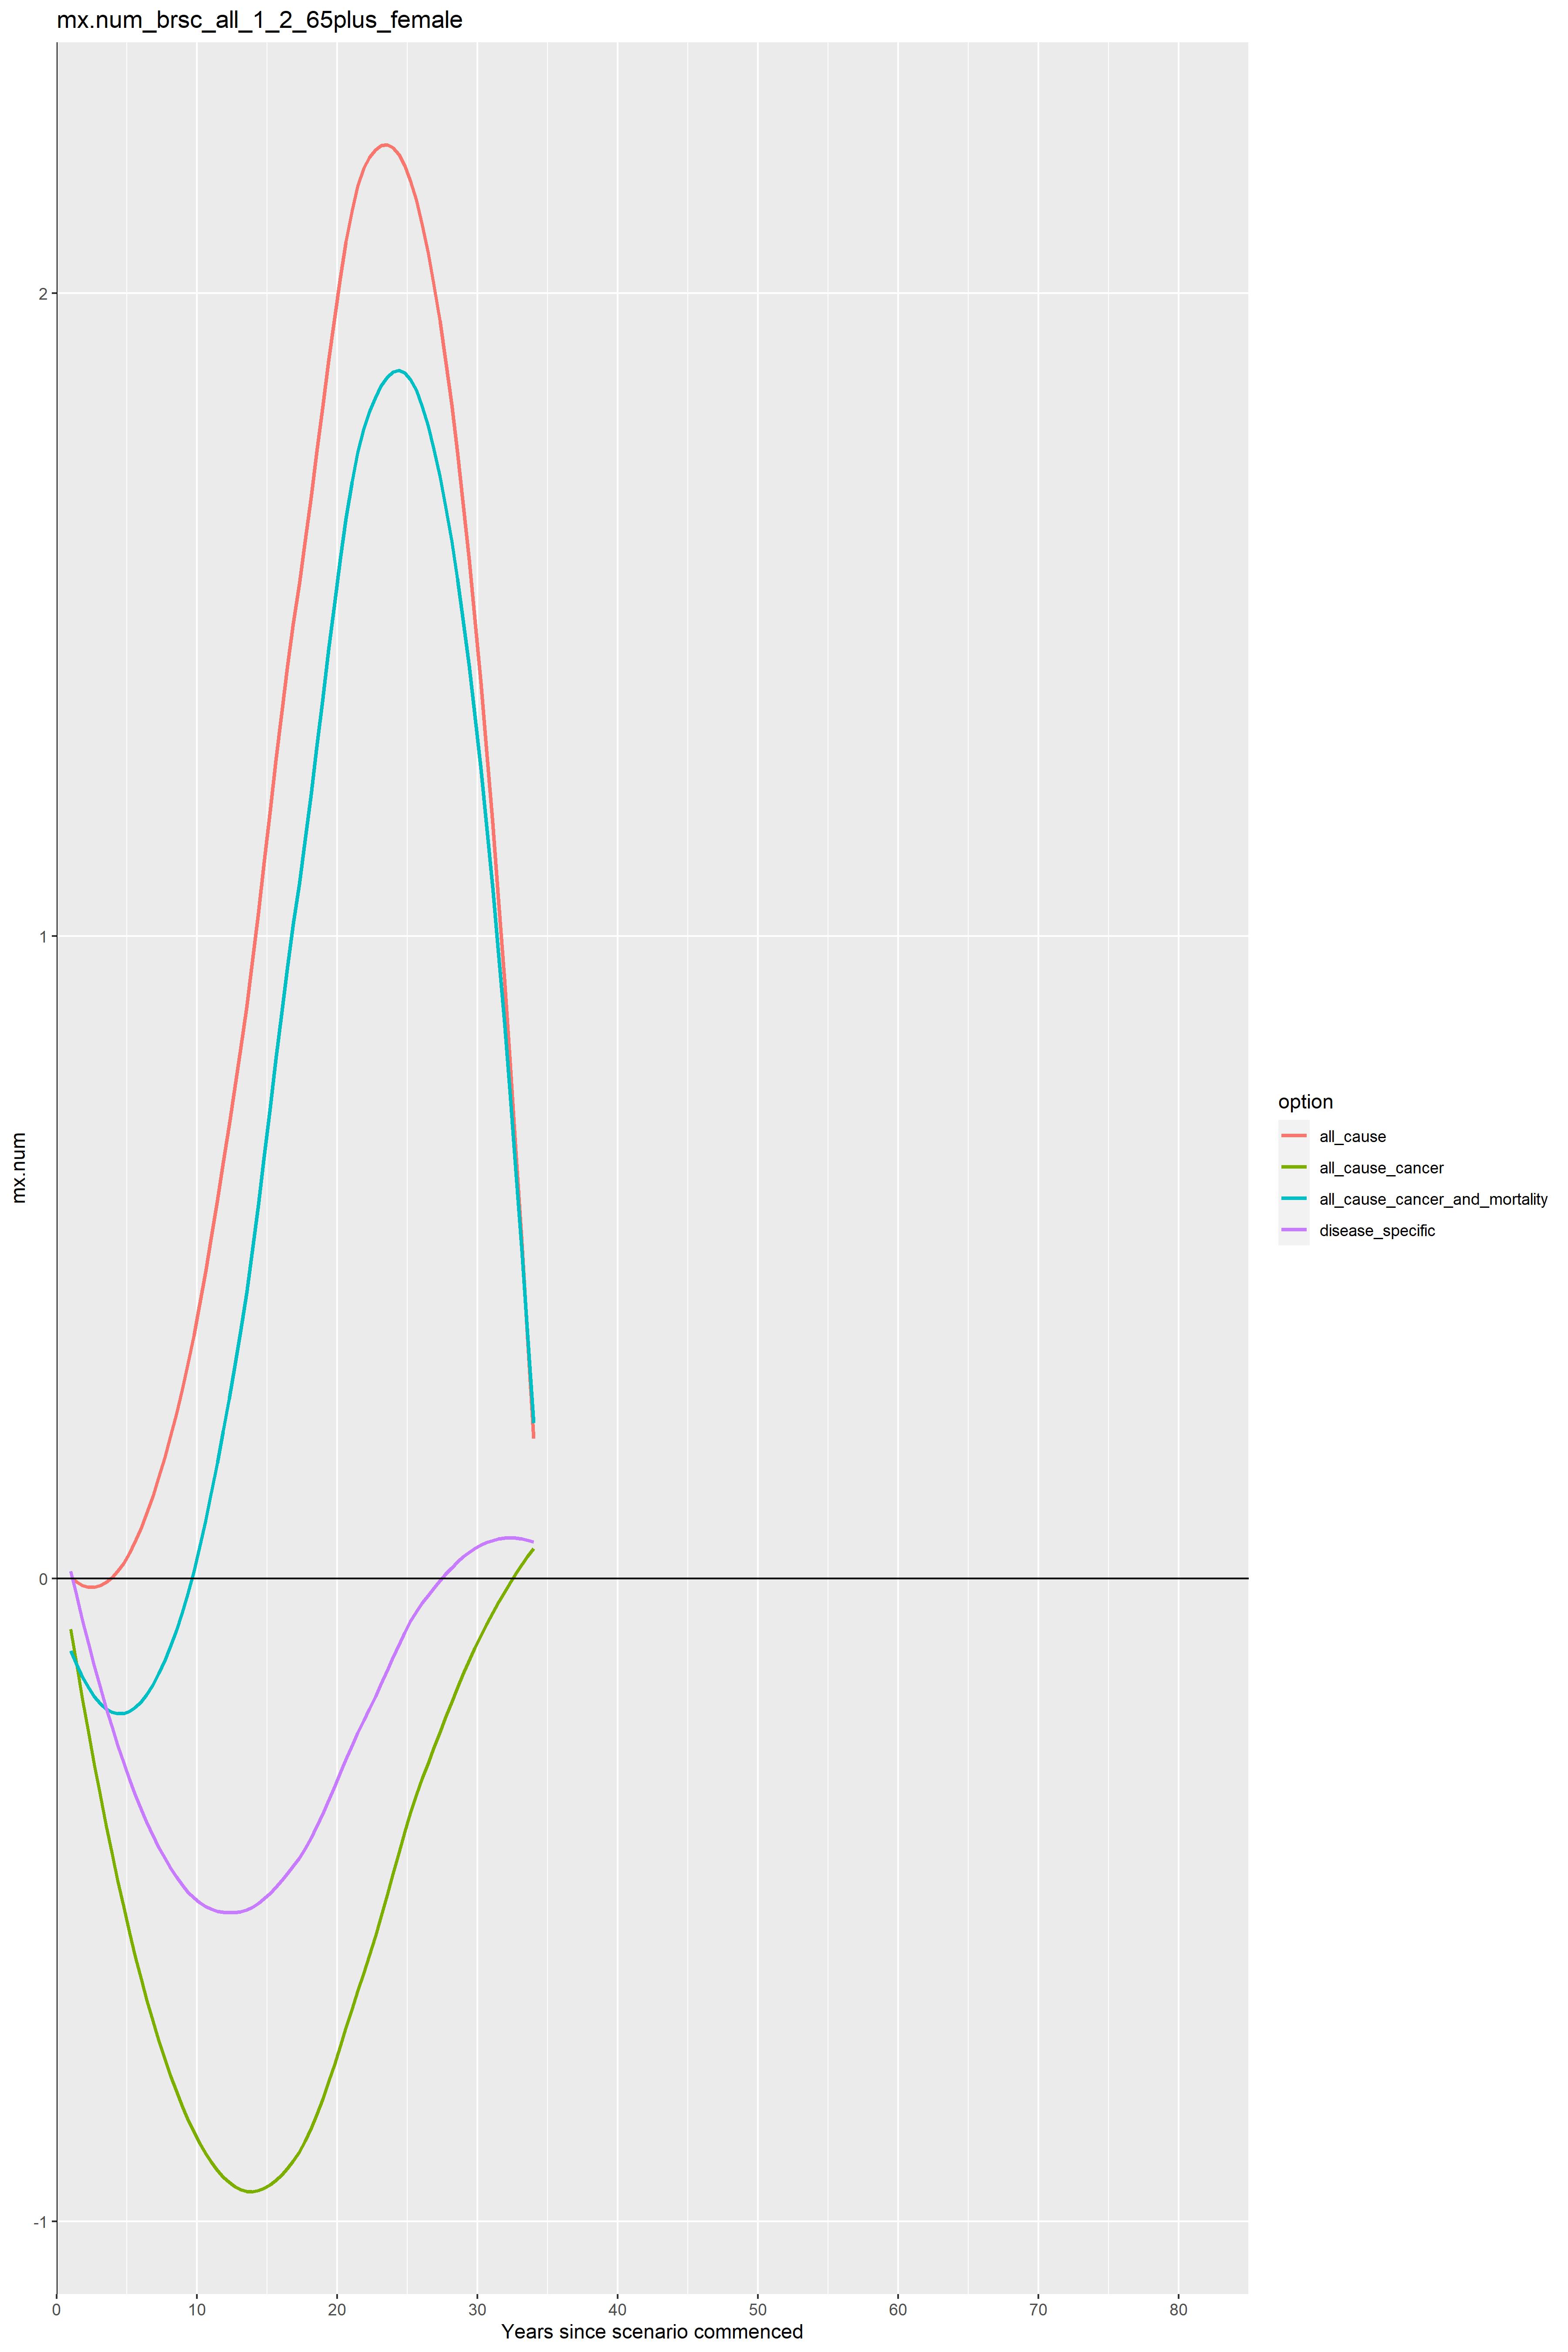 mx.num_brsc_all_1_2_65plus_female
2
1
0
-1
mx.num
0 10 20 30 40 50 60 70 80
Years since scenario commenced
option
all_cause
all_cause_cancer
all_cause_cancer_and_mortality
disease_specific